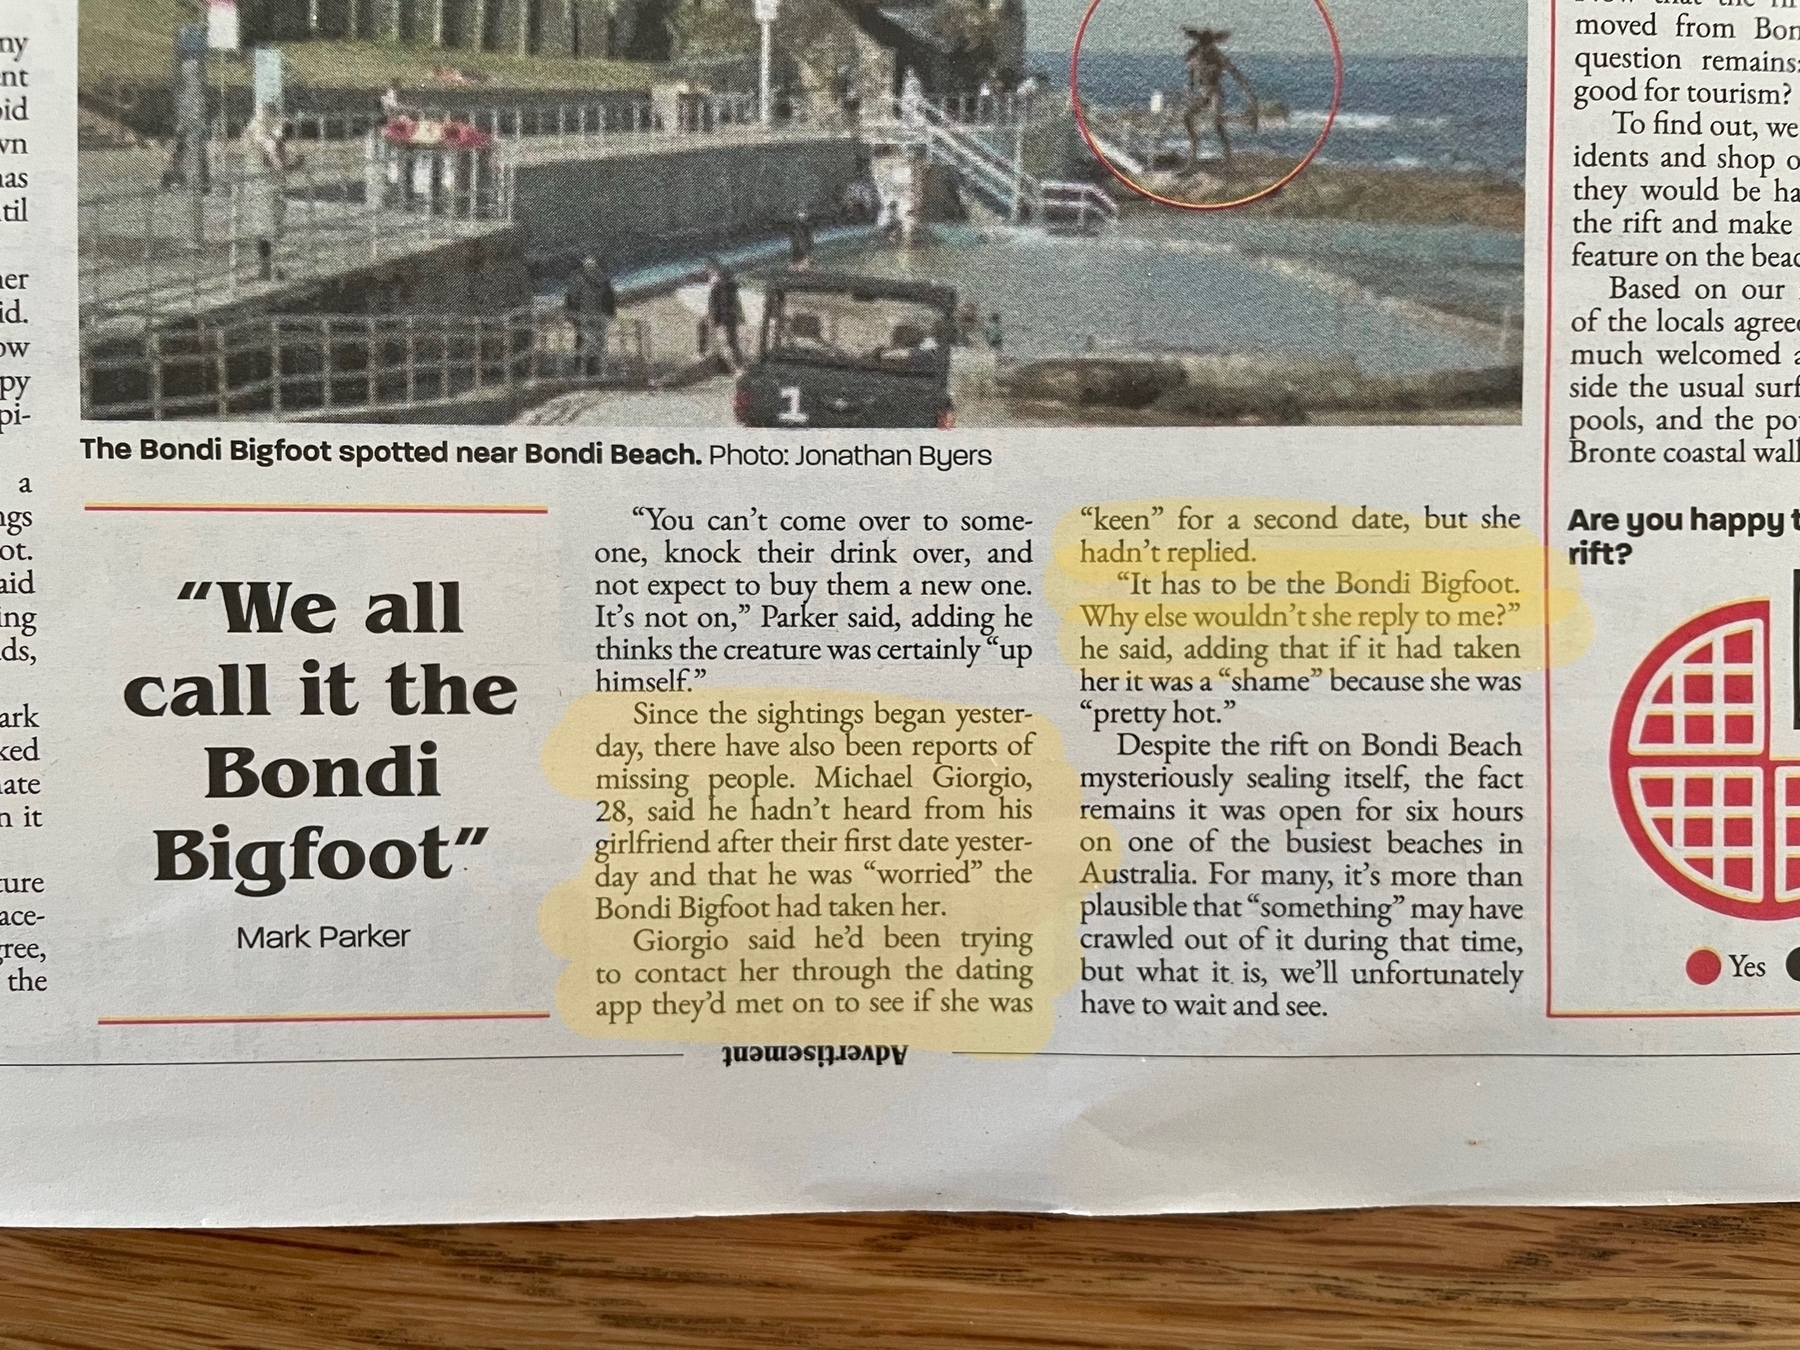 ny
nt
oid
wn
nas
til
her
id.
ow
py
pi-
a
ngs
ot.
aid
ing
ds,
ark
ked
ate
n it
ture
ace-
gree,
the
1
The Bondi Bigfoot spotted near Bondi Beach. Photo: Jonathan Byers
“We all
call it the
Bondi
Bigfoot”
Mark Parker
“You can’t come over to some-
one, knock their drink over, and
not expect to buy them a new one.
It’s not on,” Parker said, adding he
thinks the creature was certainly “up
himself.”
Since the sightings began yester-
day, there have also been reports of
missing people. Michael Giorgio,
28, said he hadn’t heard from his
girlfriend after their first date yester-
day and that he was “worried” the
Bondi Bigfoot had taken her.
Giorgio said he’d been trying
to contact her through the dating
app they’d met on to see if she was
“keen” for a second date, but she
hadn’t replied.
“It has to be the Bondi Bigfoot.
Why else wouldn’t she reply to me?”
he said, adding that if it had taken
her it was a “shame” because she was
“pretty hot.”
Despite the rift on Bondi Beach
mysteriously sealing itself, the fact
remains it was open for six hours
on one of the busiest beaches in
Australia. For many, it’s more than
plausible that “something” may have
crawled out of it during that time,
but what it is, we’ll unfortunately
have to wait and see.
moved from Bon
question remains:
good for tourism?
To find out, we
idents and shop o
they would be ha
the rift and make
feature on the beac
Based on our
of the locals agreed
much welcomed a
side the usual surf
pools, and the po
Bronte coastal wall
Are you happy t
rift?
Yes
Advertisement